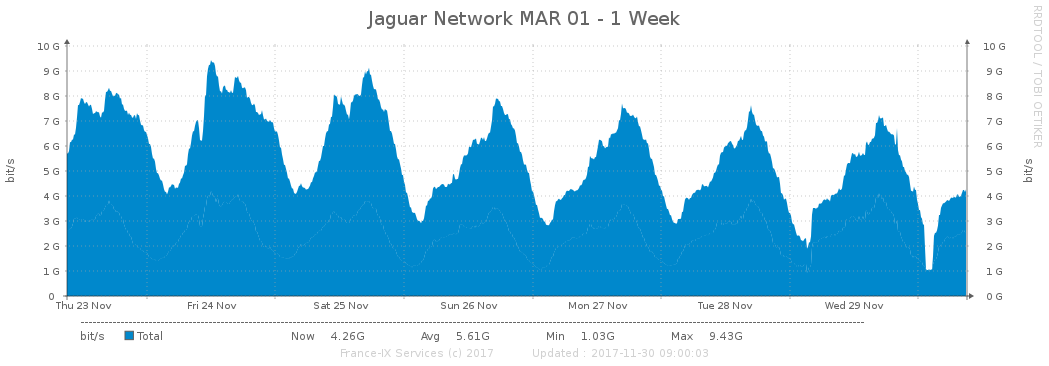 Jaguar Network MAR 01 - 1 Week
RRDTOOL / TOBI OETIKER
bit/s
10 G
9 G
8 G
7 G
6 G
5 G
4 G
3 G
2 G
1 G
0
10 G
9 G
8 G
7 G
6 G
5 G
4 G
3 G
2 G
1 G
0 G
bit/s
Thu 23 Nov Fri 24 Nov Sat 25 Nov Sun 26 Nov Mon 27 Nov Tue 28 Nov Wed 29 Nov
bit/s Total Now 4.26G Avg 5.61G Min 1.03G Max 9.43G
France-IX Services (c) 2017 Updated : 2017-11-30 09:00:03